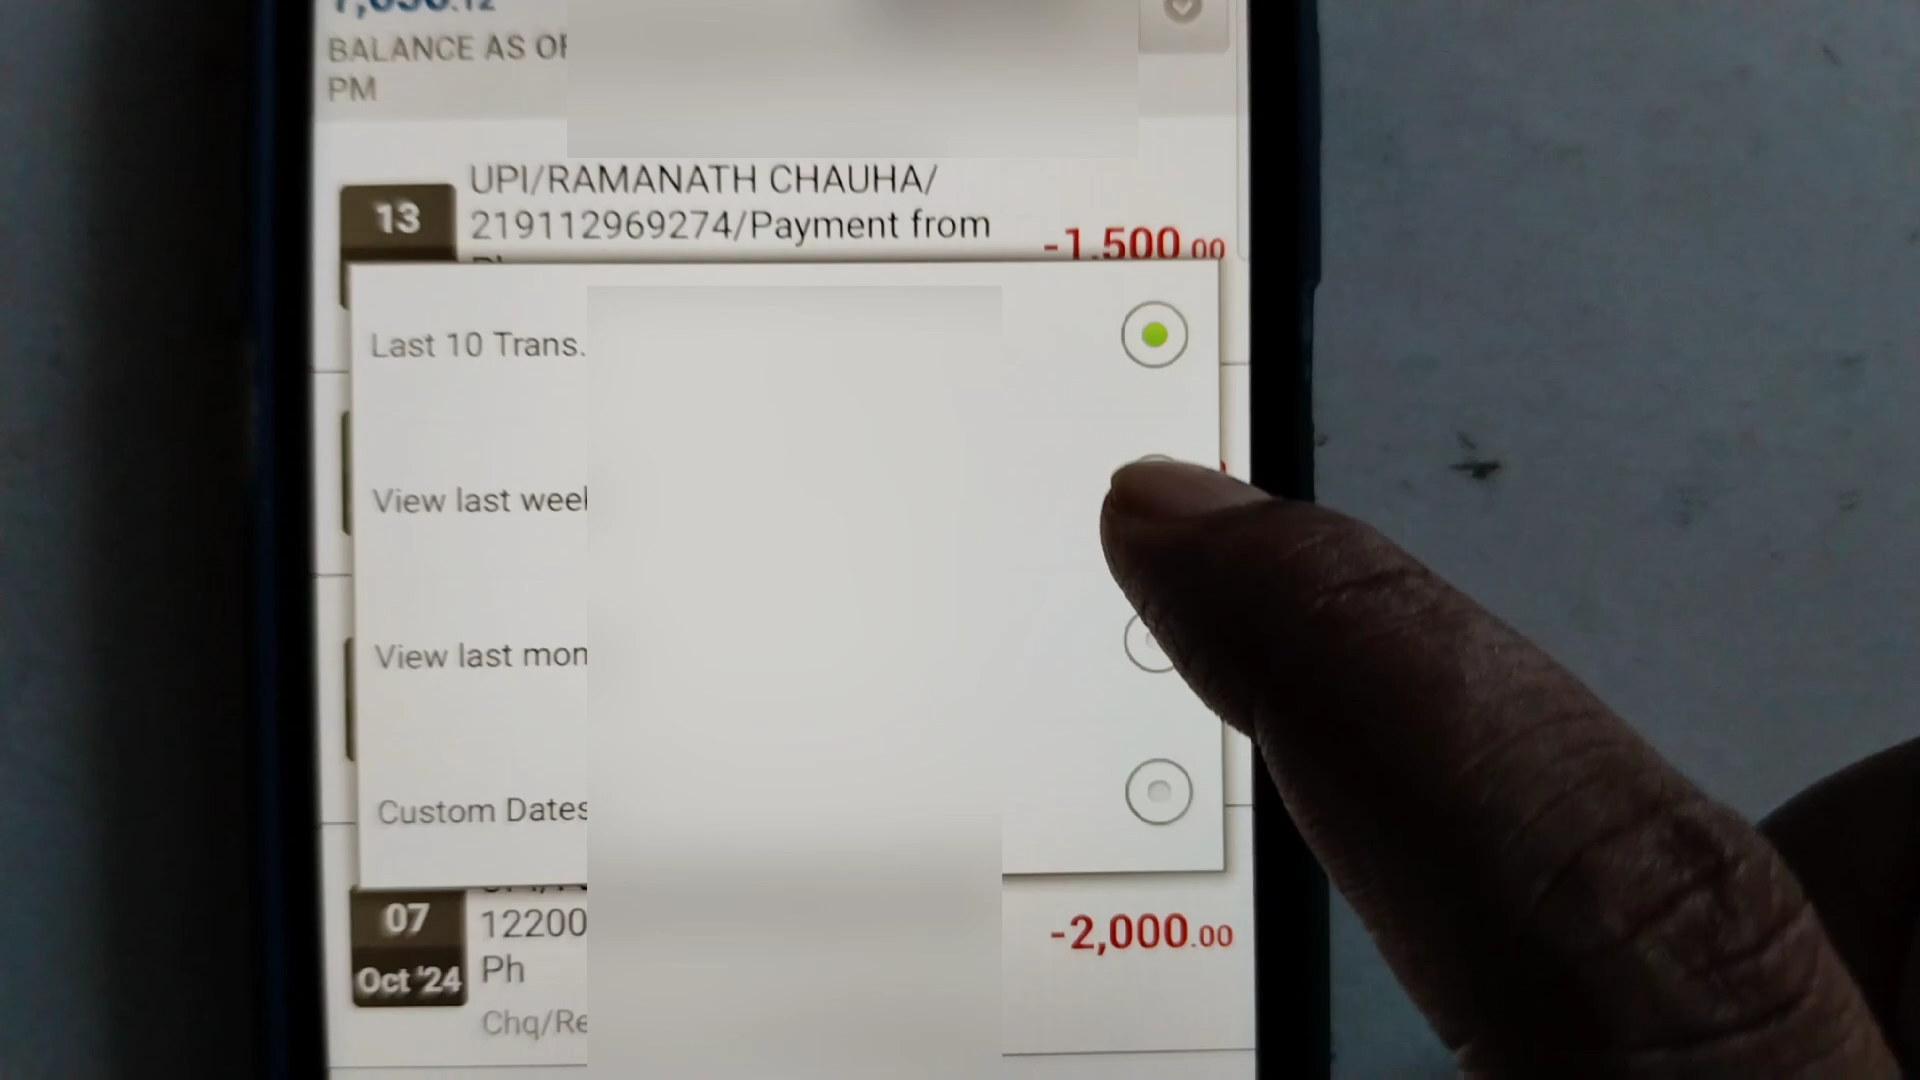 BALANCE AS OF
PM
13
UPI/RAMANATH CHAUHA/
219112969274/Payment from
-1,500.00
Last 10 Trans.
View last week
View last mon
Custom Dates
07
Oct '24
12200
Ph
-2,000.00
Chq/Re